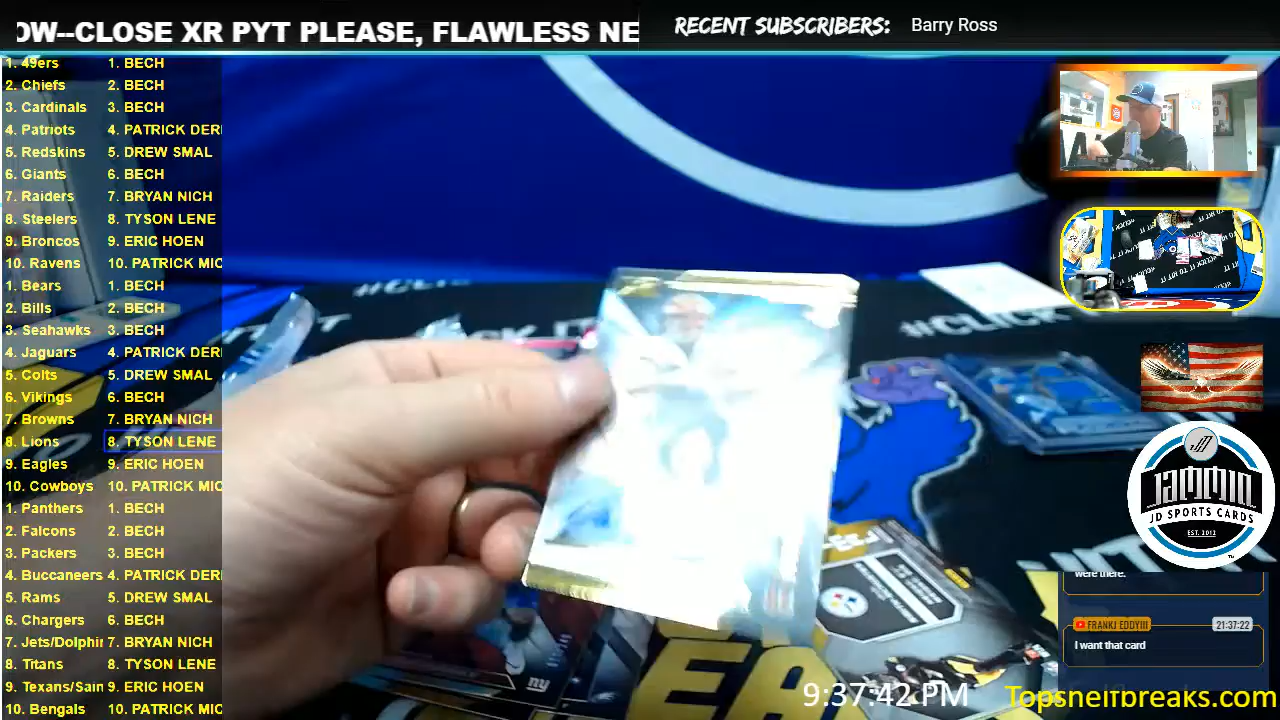 OW--CLOSE XR PYT PLEASE, FLAWLESS NE
RECENT SUBSCRIBERS: Barry Ross
1. 49ers 1. BECH
2. Chiefs 2. BECH
3. Cardinals 3. BECH
4. Patriots 4. PATRICK DERI
5. Redskins 5. DREW SMAL
6. Giants 6. BECH
7. Raiders 7. BRYAN NICH
8. Steelers 8. TYSON LENE
9. Broncos 9. ERIC HOEN
10. Ravens 10. PATRICK MIC
1. Bears 1. BECH
2. Bills 2. BECH
3. Seahawks 3. BECH
4. Jaguars 4. PATRICK DERI
5. Colts 5. DREW SMAL
6. Vikings 6. BECH
7. Browns 7. BRYAN NICH
8. Lions 8. TYSON LENE
9. Eagles 9. ERIC HOEN
10. Cowboys 10. PATRICK MIC
1. Panthers 1. BECH
2. Falcons 2. BECH
3. Packers 3. BECH
4. Buccaneers 4. PATRICK DERI
5. Rams 5. DREW SMAL
6. Chargers 6. BECH
7. Jets/Dolphin 7. BRYAN NICH
8. Titans 8. TYSON LENE
9. Texans/Sain 9. ERIC HOEN
10. Bengals 10. PATRICK MIC
#CLICK IT
#CLICK
ny
EA
JAMMIN
JD SPORTS CARDS
EST. 2012
were there.
FRANKJ EDDYIII 21:37:22
I want that card
9:37:42 PM
Topshelfbreaks.com